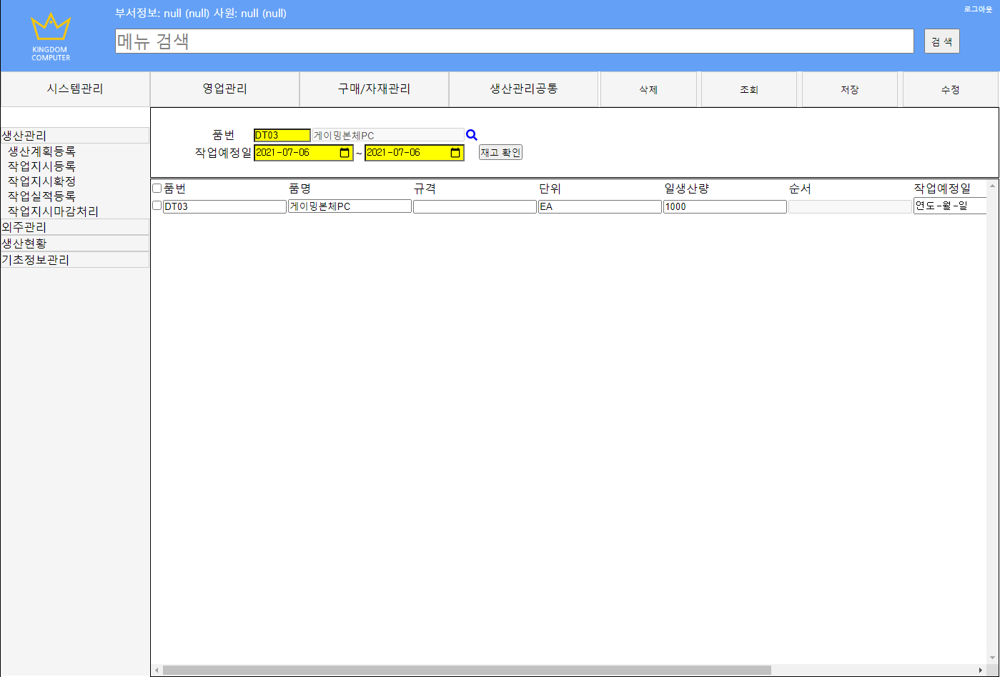 부서정보: null (null) 사원: null (null)
로그아웃
KINGDOM
COMPUTER
메뉴 검색
검 색
시스템관리 영업관리 구매/자재관리 생산관리공통 삭제 조회 저장 수정
생산관리
생산계획등록
작업지시등록
작업지시확정
작업실적등록
작업지시마감처리
외주관리
생산현황
기초정보관리
품번 DT03 게이밍본체PC
작업예정일 2021-07-06 ~ 2021-07-06 재고 확인
품번 품명 규격 단위 일생산량 순서 작업예정일
DT03 게이밍본체PC EA 1000 연도-월-일